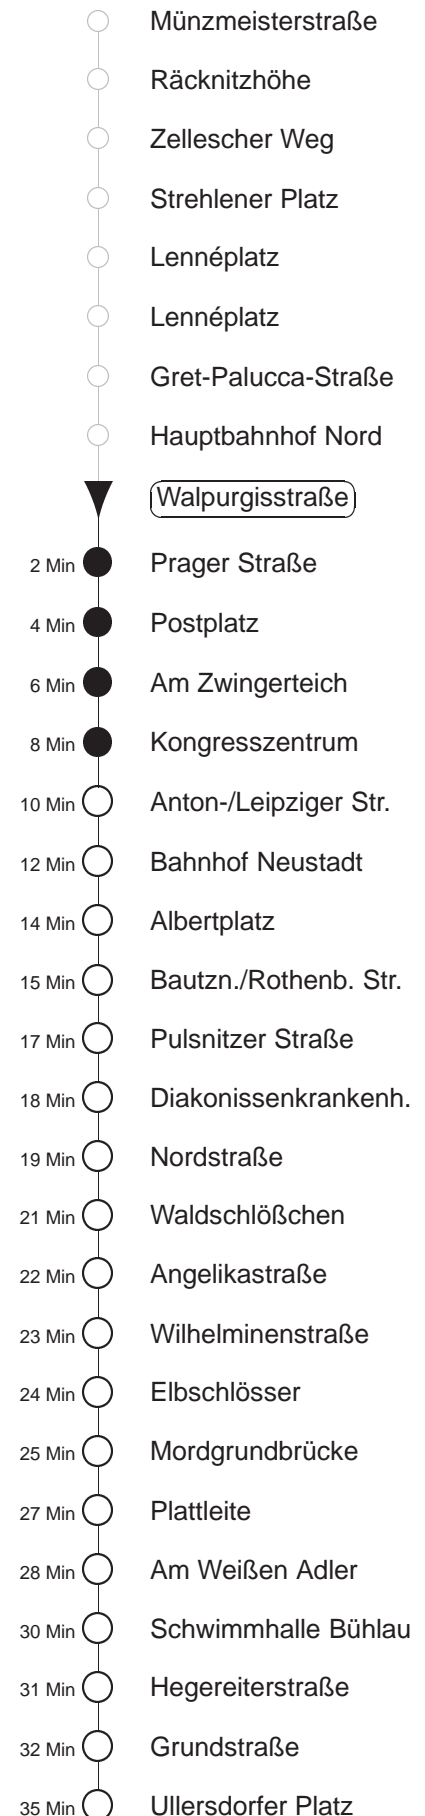 Münzmeisterstraße
Räcknitzhöhe
Zellescher Weg
Strehlener Platz
Lennéplatz
Lennéplatz
Gret-Palucca-Straße
Hauptbahnhof Nord
Walpurgisstraße
2 Min Prager Straße
4 Min Postplatz
6 Min Am Zwingerteich
8 Min Kongresszentrum
10 Min Anton-/Leipziger Str.
12 Min Bahnhof Neustadt
14 Min Albertplatz
15 Min Bautzn./Rothenb. Str.
17 Min Pulsnitzer Straße
18 Min Diakonissenkrankenh.
19 Min Nordstraße
21 Min Waldschlößchen
22 Min Angelikastraße
23 Min Wilhelminenstraße
24 Min Elbschlösser
25 Min Mordgrundbrücke
27 Min Plattleite
28 Min Am Weißen Adler
30 Min Schwimmhalle Bühlau
31 Min Hegereiterstraße
32 Min Grundstraße
35 Min Ullersdorfer Platz